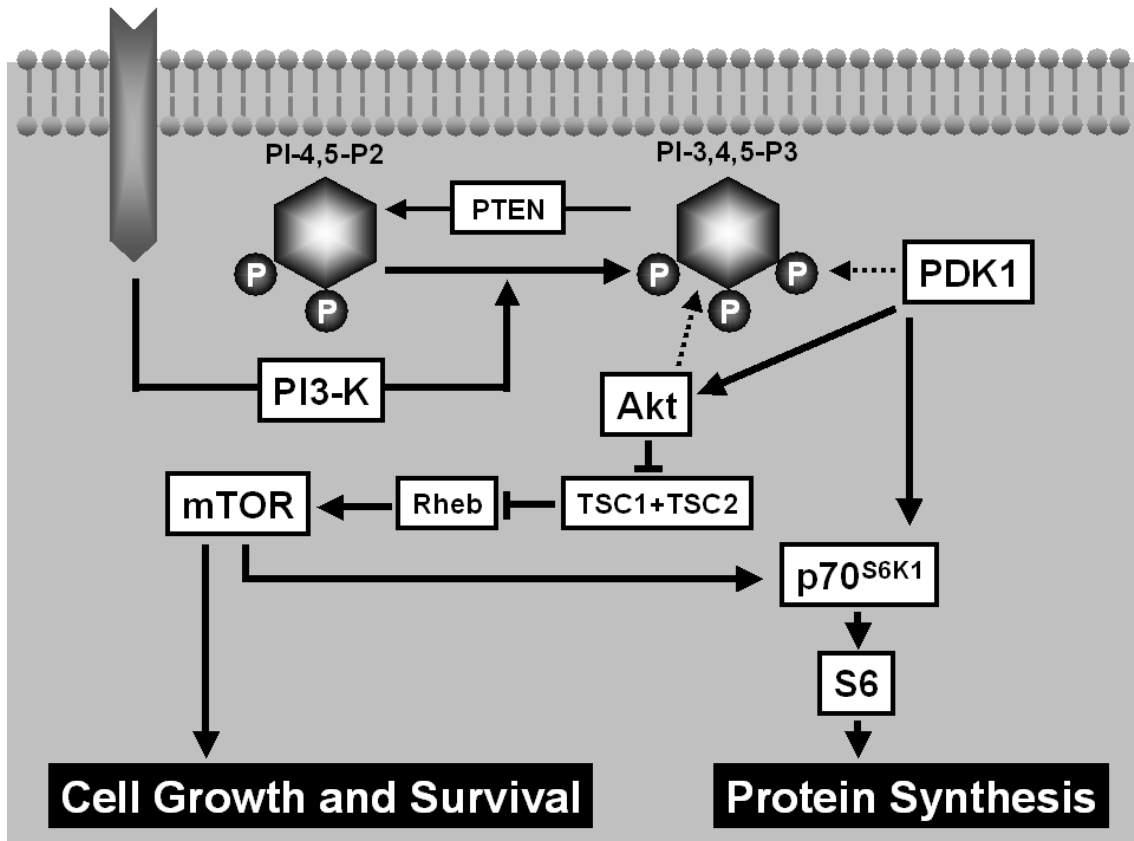 PI-4,5-P2
PI-3,4,5-P3
PTEN
P
P
P
P
P
PDK1
PI3-K
Akt
mTOR
Rheb
TSC1+TSC2
p70S6K1
S6
Cell Growth and Survival
Protein Synthesis